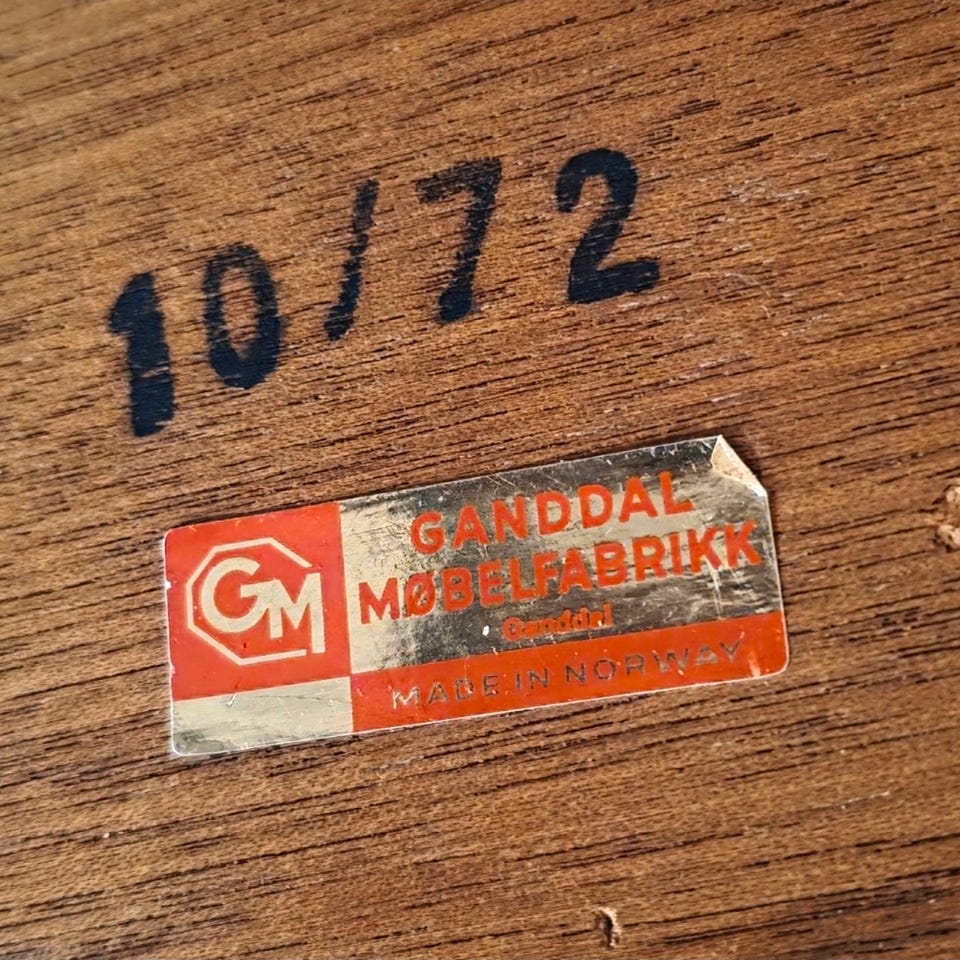 10/72
GM
GANDDAL
MØBELFABRIKK
Ganddal
MADE IN NORWAY